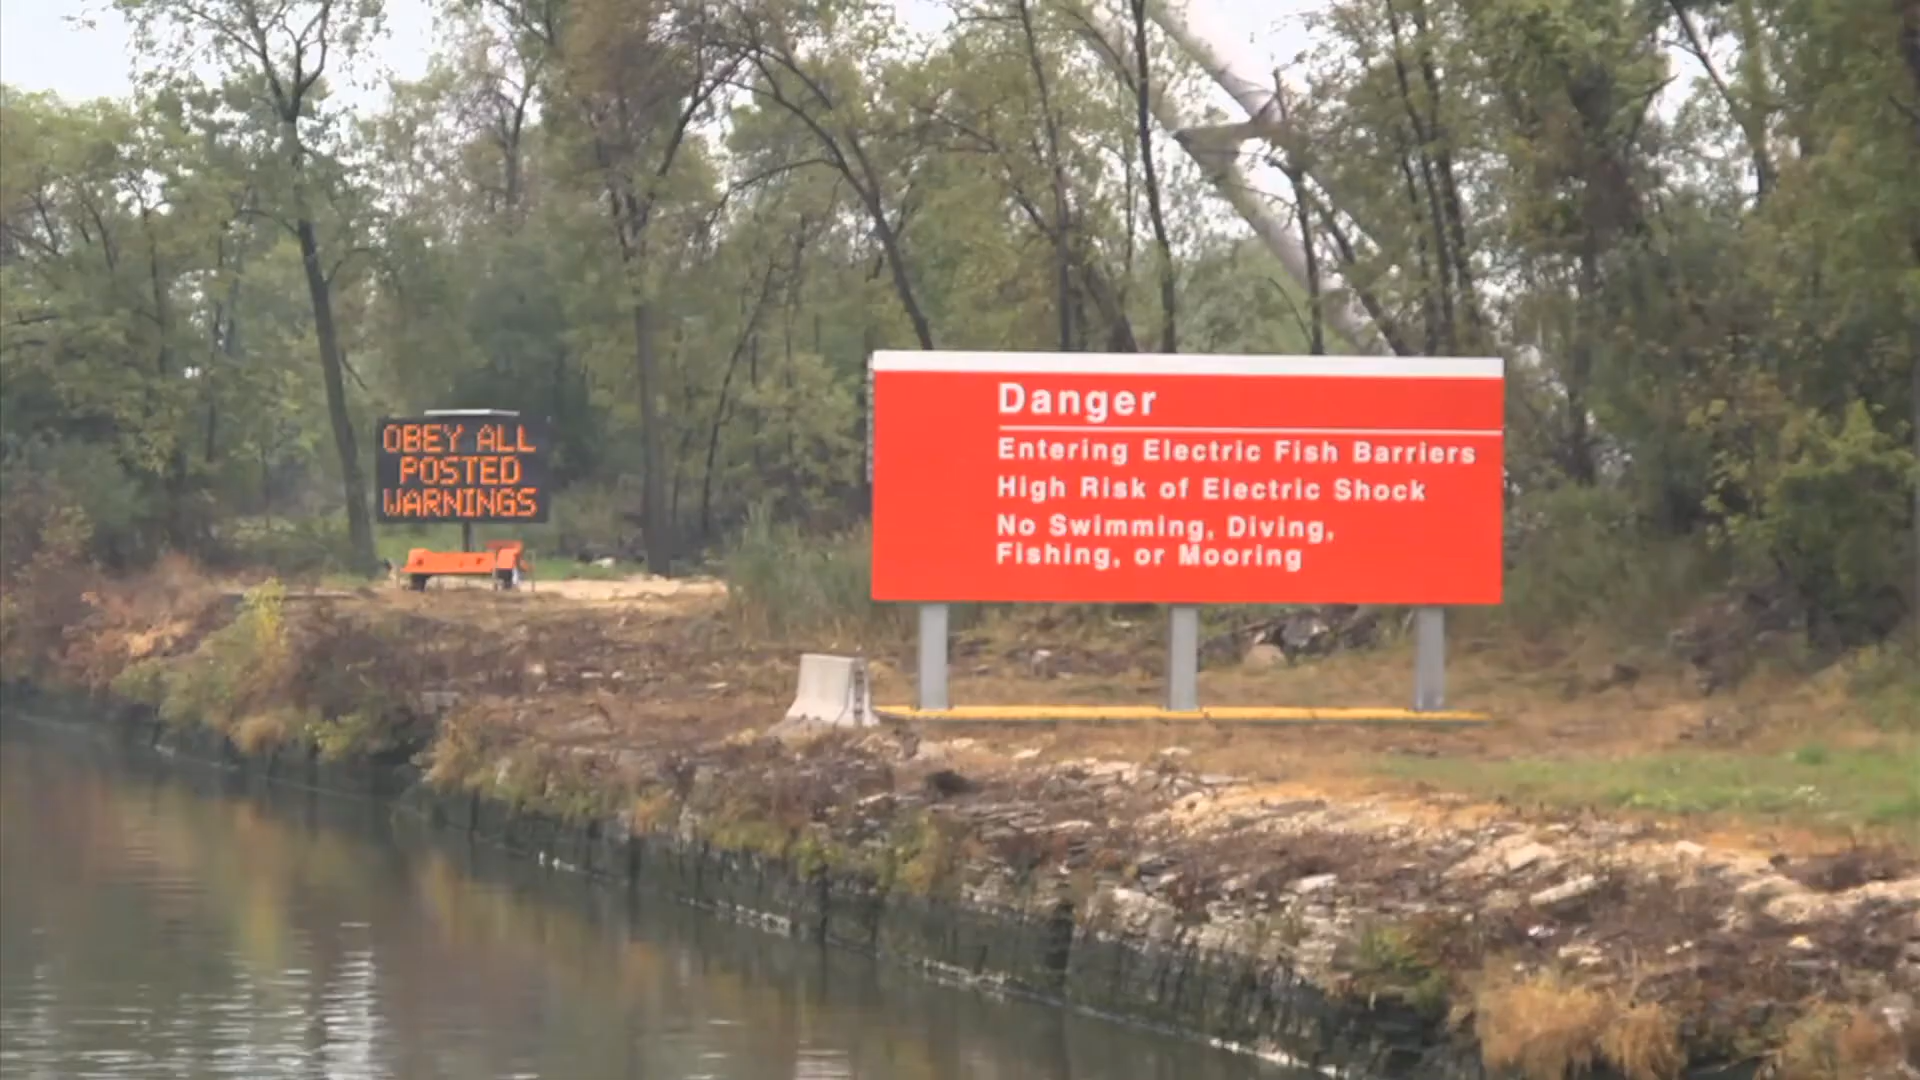 OBEY ALL
POSTED
WARNINGS
Danger
Entering Electric Fish Barriers
High Risk of Electric Shock
No Swimming, Diving,
Fishing, or Mooring